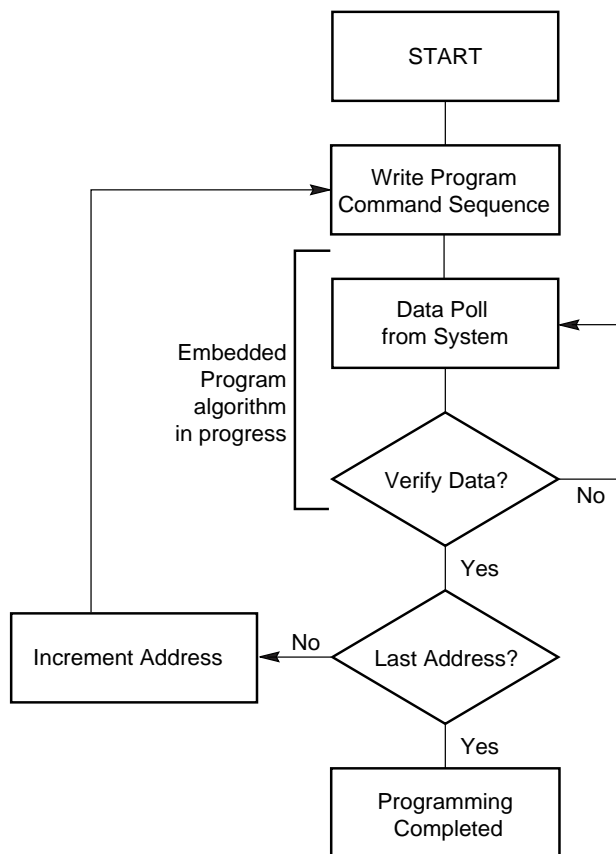 START
Write Program
Command Sequence
Data Poll
from System
Embedded
Program
algorithm
in progress
Verify Data?
No
Yes
No
Increment Address
Last Address?
Yes
Programming
Completed